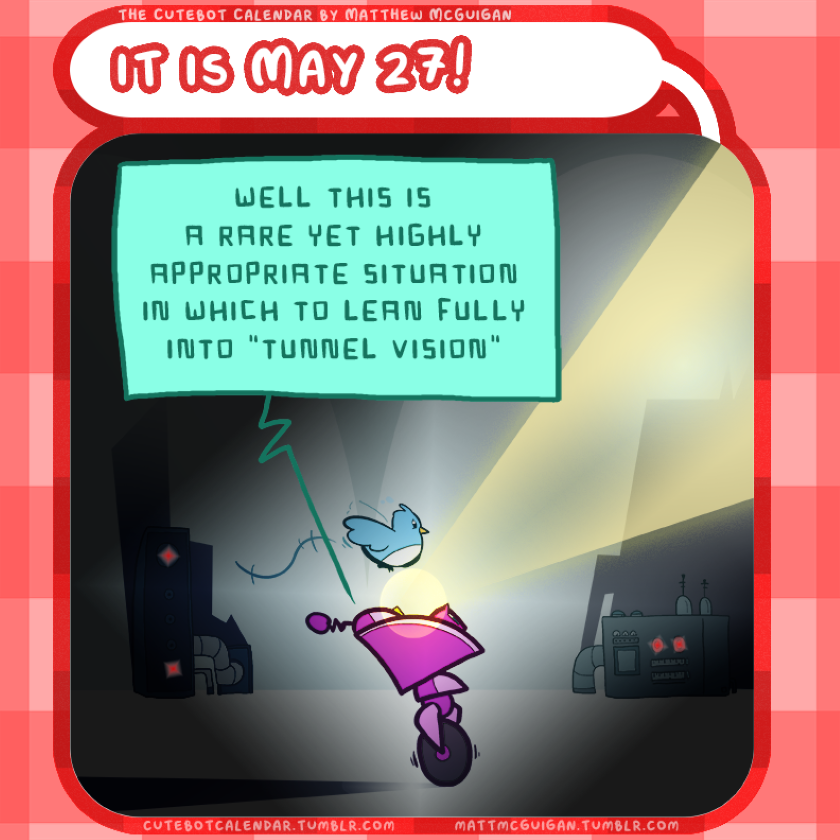 THE CUTEBOT CALENDAR BY MATTHEW MCGUIGAN
IT IS MAY 27!
WELL THIS IS
A RARE YET HIGHLY
APPROPRIATE SITUATION
IN WHICH TO LEAN FULLY
INTO "TUNNEL VISION"
CUTEBOTCALENDAR.TUMBLR.COM
MATTMCGUIGAN.TUMBLR.COM